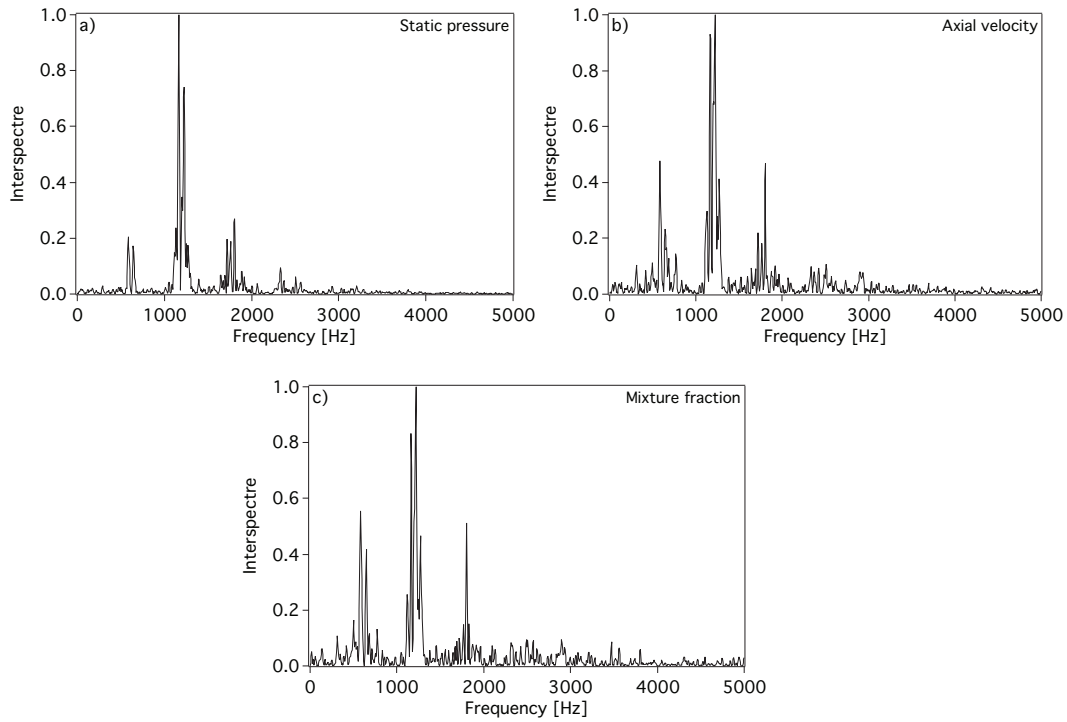 a)
Static pressure
1.0
0.8
0.6
0.4
0.2
0.0
Interspectre
0 1000 2000 3000 4000 5000
Frequency [Hz]
b)
Axial velocity
1.0
0.8
0.6
0.4
0.2
0.0
Interspectre
0 1000 2000 3000 4000 5000
Frequency [Hz]
c)
Mixture fraction
1.0
0.8
0.6
0.4
0.2
0.0
Interspectre
0 1000 2000 3000 4000 5000
Frequency [Hz]